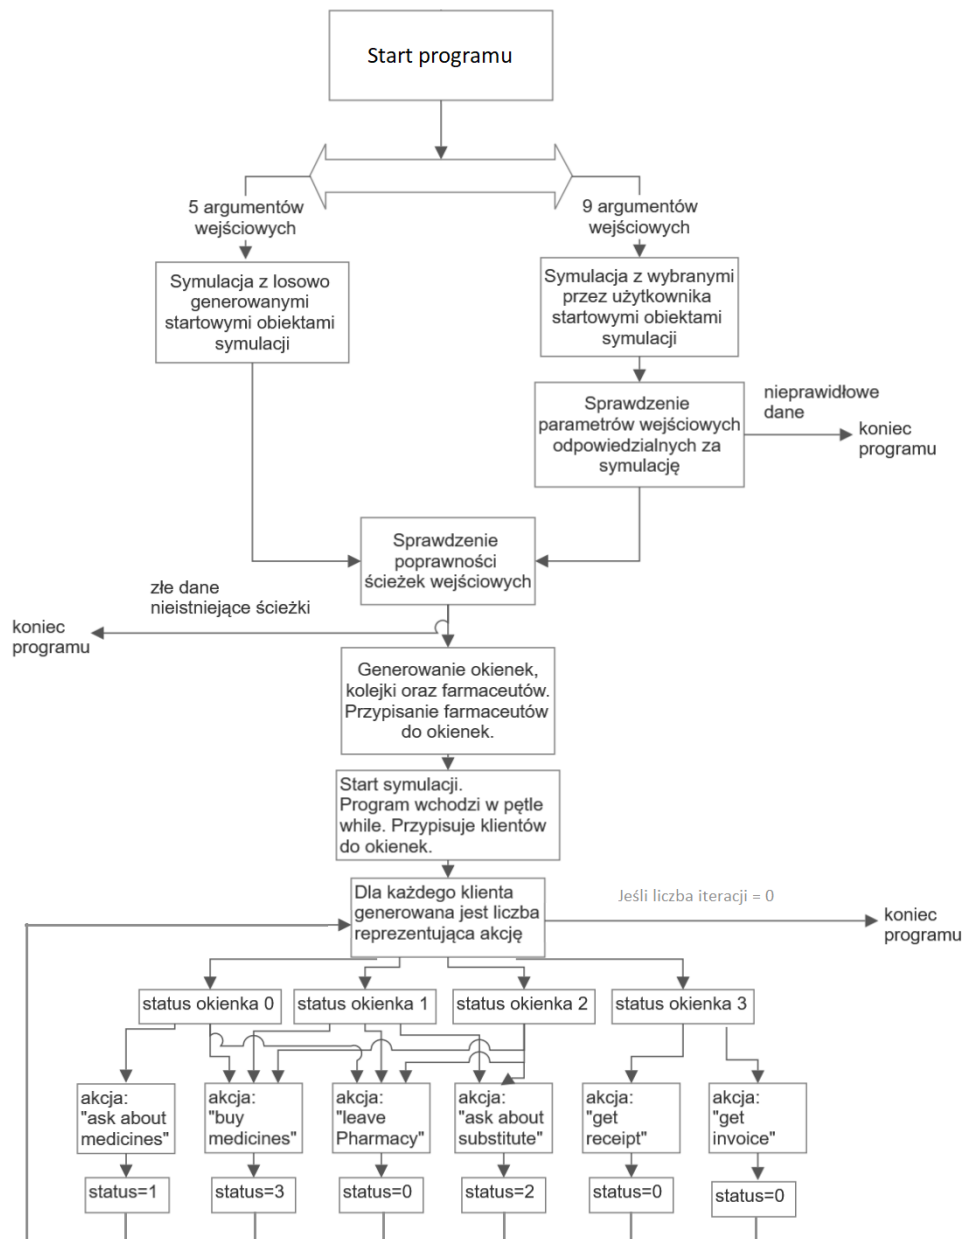 Start programu
5 argumentów
wejściowych
9 argumentów
wejściowych
Symulacja z losowo
generowanymi
startowymi obiektami
symulacji
Symulacja z wybranymi
przez użytkownika
startowymi obiektami
symulacji
Sprawdzenie
parametrów wejściowych
odpowiedzialnych za
symulację
nieprawidłowe
dane
koniec
programu
Sprawdzenie
poprawności
ścieżek wejściowych
złe dane
nieistniejące ścieżki
koniec
programu
Generowanie okienek,
kolejki oraz farmaceutów.
Przypisanie farmaceutów
do okienek.
Start symulacji.
Program wchodzi w pętle
while. Przypisuje klientów
do okienek.
Dla każdego klienta
generowana jest liczba
reprezentująca akcję
Jeśli liczba iteracji = 0
koniec
programu
status okienka 0
status okienka 1
status okienka 2
status okienka 3
akcja:
"ask about
medicines"
akcja:
"buy
medicines"
akcja:
"leave
Pharmacy"
akcja:
"ask about
substitute"
akcja:
"get
receipt"
akcja:
"get
invoice"
status=1
status=3
status=0
status=2
status=0
status=0